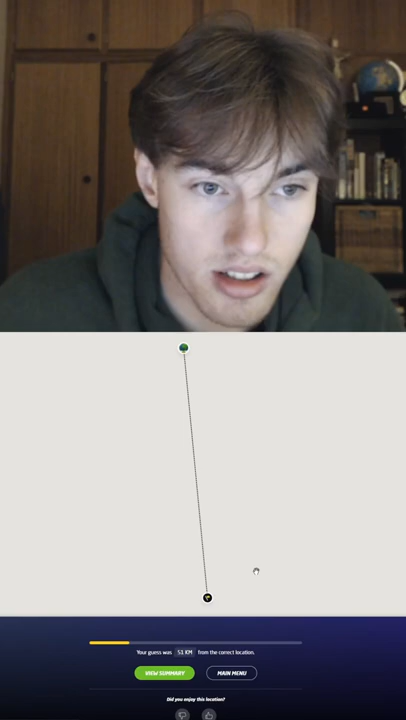 Your guess was 51 KM from the correct location.
VIEW SUMMARY MAIN MENU
Did you enjoy this location?